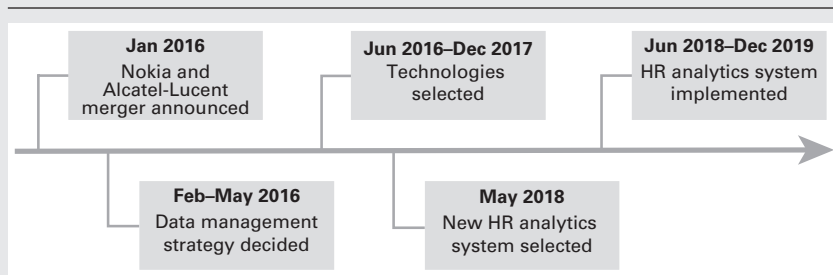 Jan 2016
Nokia and
Alcatel-Lucent
merger announced
Feb–May 2016
Data management
strategy decided
Jun 2016–Dec 2017
Technologies
selected
May 2018
New HR analytics
system selected
Jun 2018–Dec 2019
HR analytics system
implemented